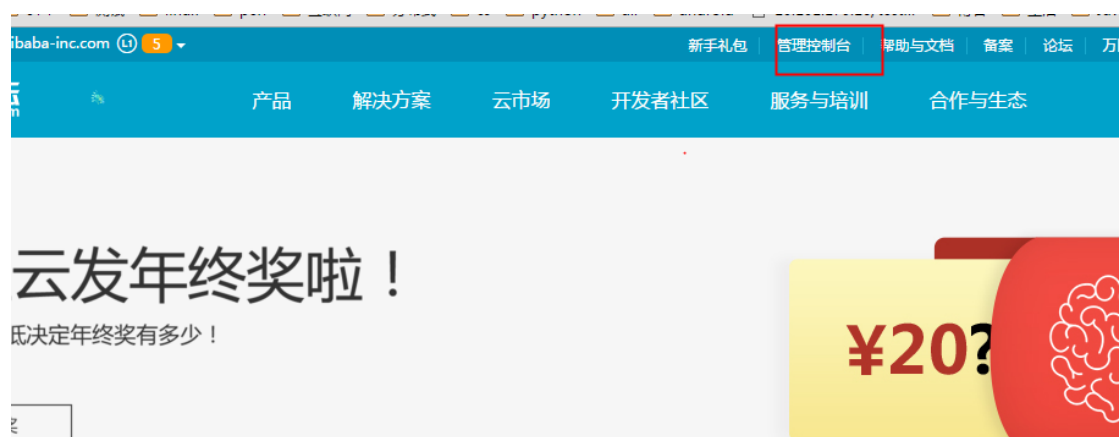 ibaba-inc.com L1 5 新手礼包 管理控制台 帮助与文档 备案 论坛
产品 解决方案 云市场 开发者社区 服务与培训 合作与生态
云发年终奖啦！
低决定年终奖有多少！
¥20?